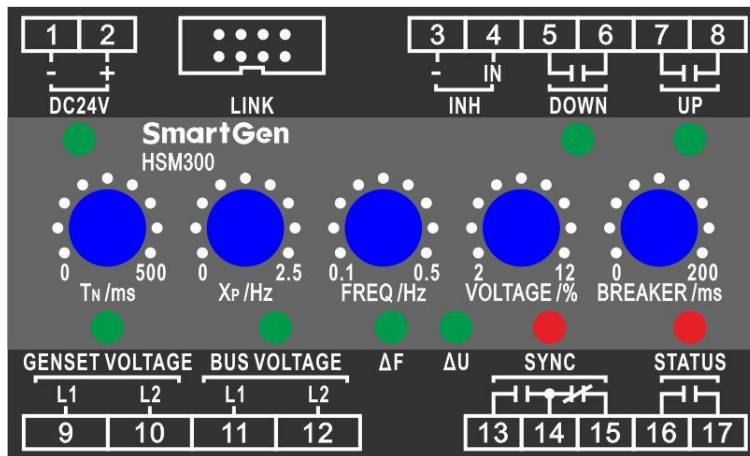 1 2 3 4 5 6 7 8
- + - IN
DC24V LINK INH DOWN UP
SmartGen
HSM300
0 500 0 2.5 0.1 0.5 2 12 0 200
TN /ms XP /Hz FREQ /Hz VOLTAGE /% BREAKER /ms
GENSET VOLTAGE BUS VOLTAGE ΔF ΔU SYNC STATUS
L1 L2 L1 L2
9 10 11 12 13 14 15 16 17